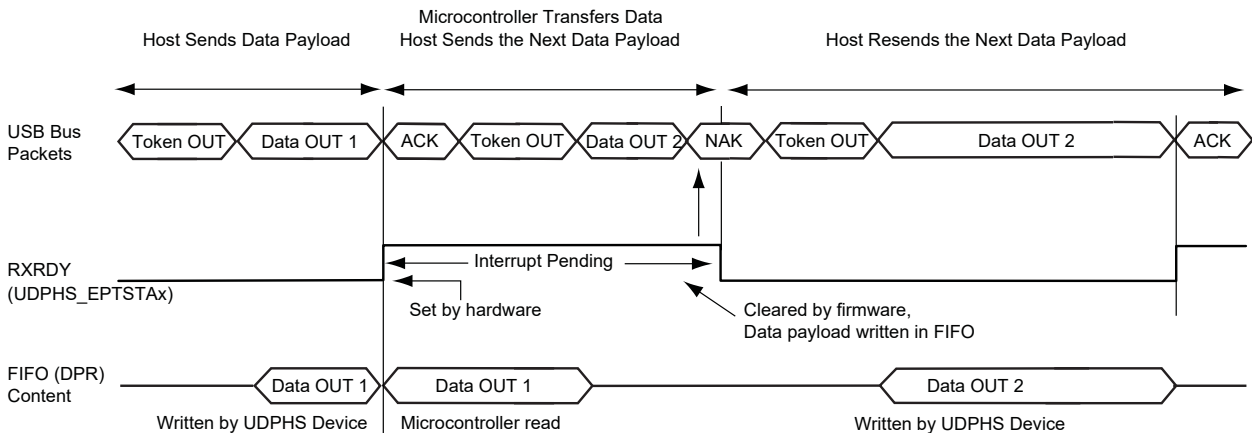 Microcontroller Transfers Data
Host Sends Data Payload Host Sends the Next Data Payload Host Resends the Next Data Payload
USB Bus
Packets
Token OUT Data OUT 1 ACK Token OUT Data OUT 2 NAK Token OUT Data OUT 2 ACK
RXRDY
(UDPHS_EPTSTAx)
Interrupt Pending
Set by hardware
Cleared by firmware,
Data payload written in FIFO
FIFO (DPR)
Content
Data OUT 1 Data OUT 1 Data OUT 2
Written by UDPHS Device Microcontroller read Written by UDPHS Device